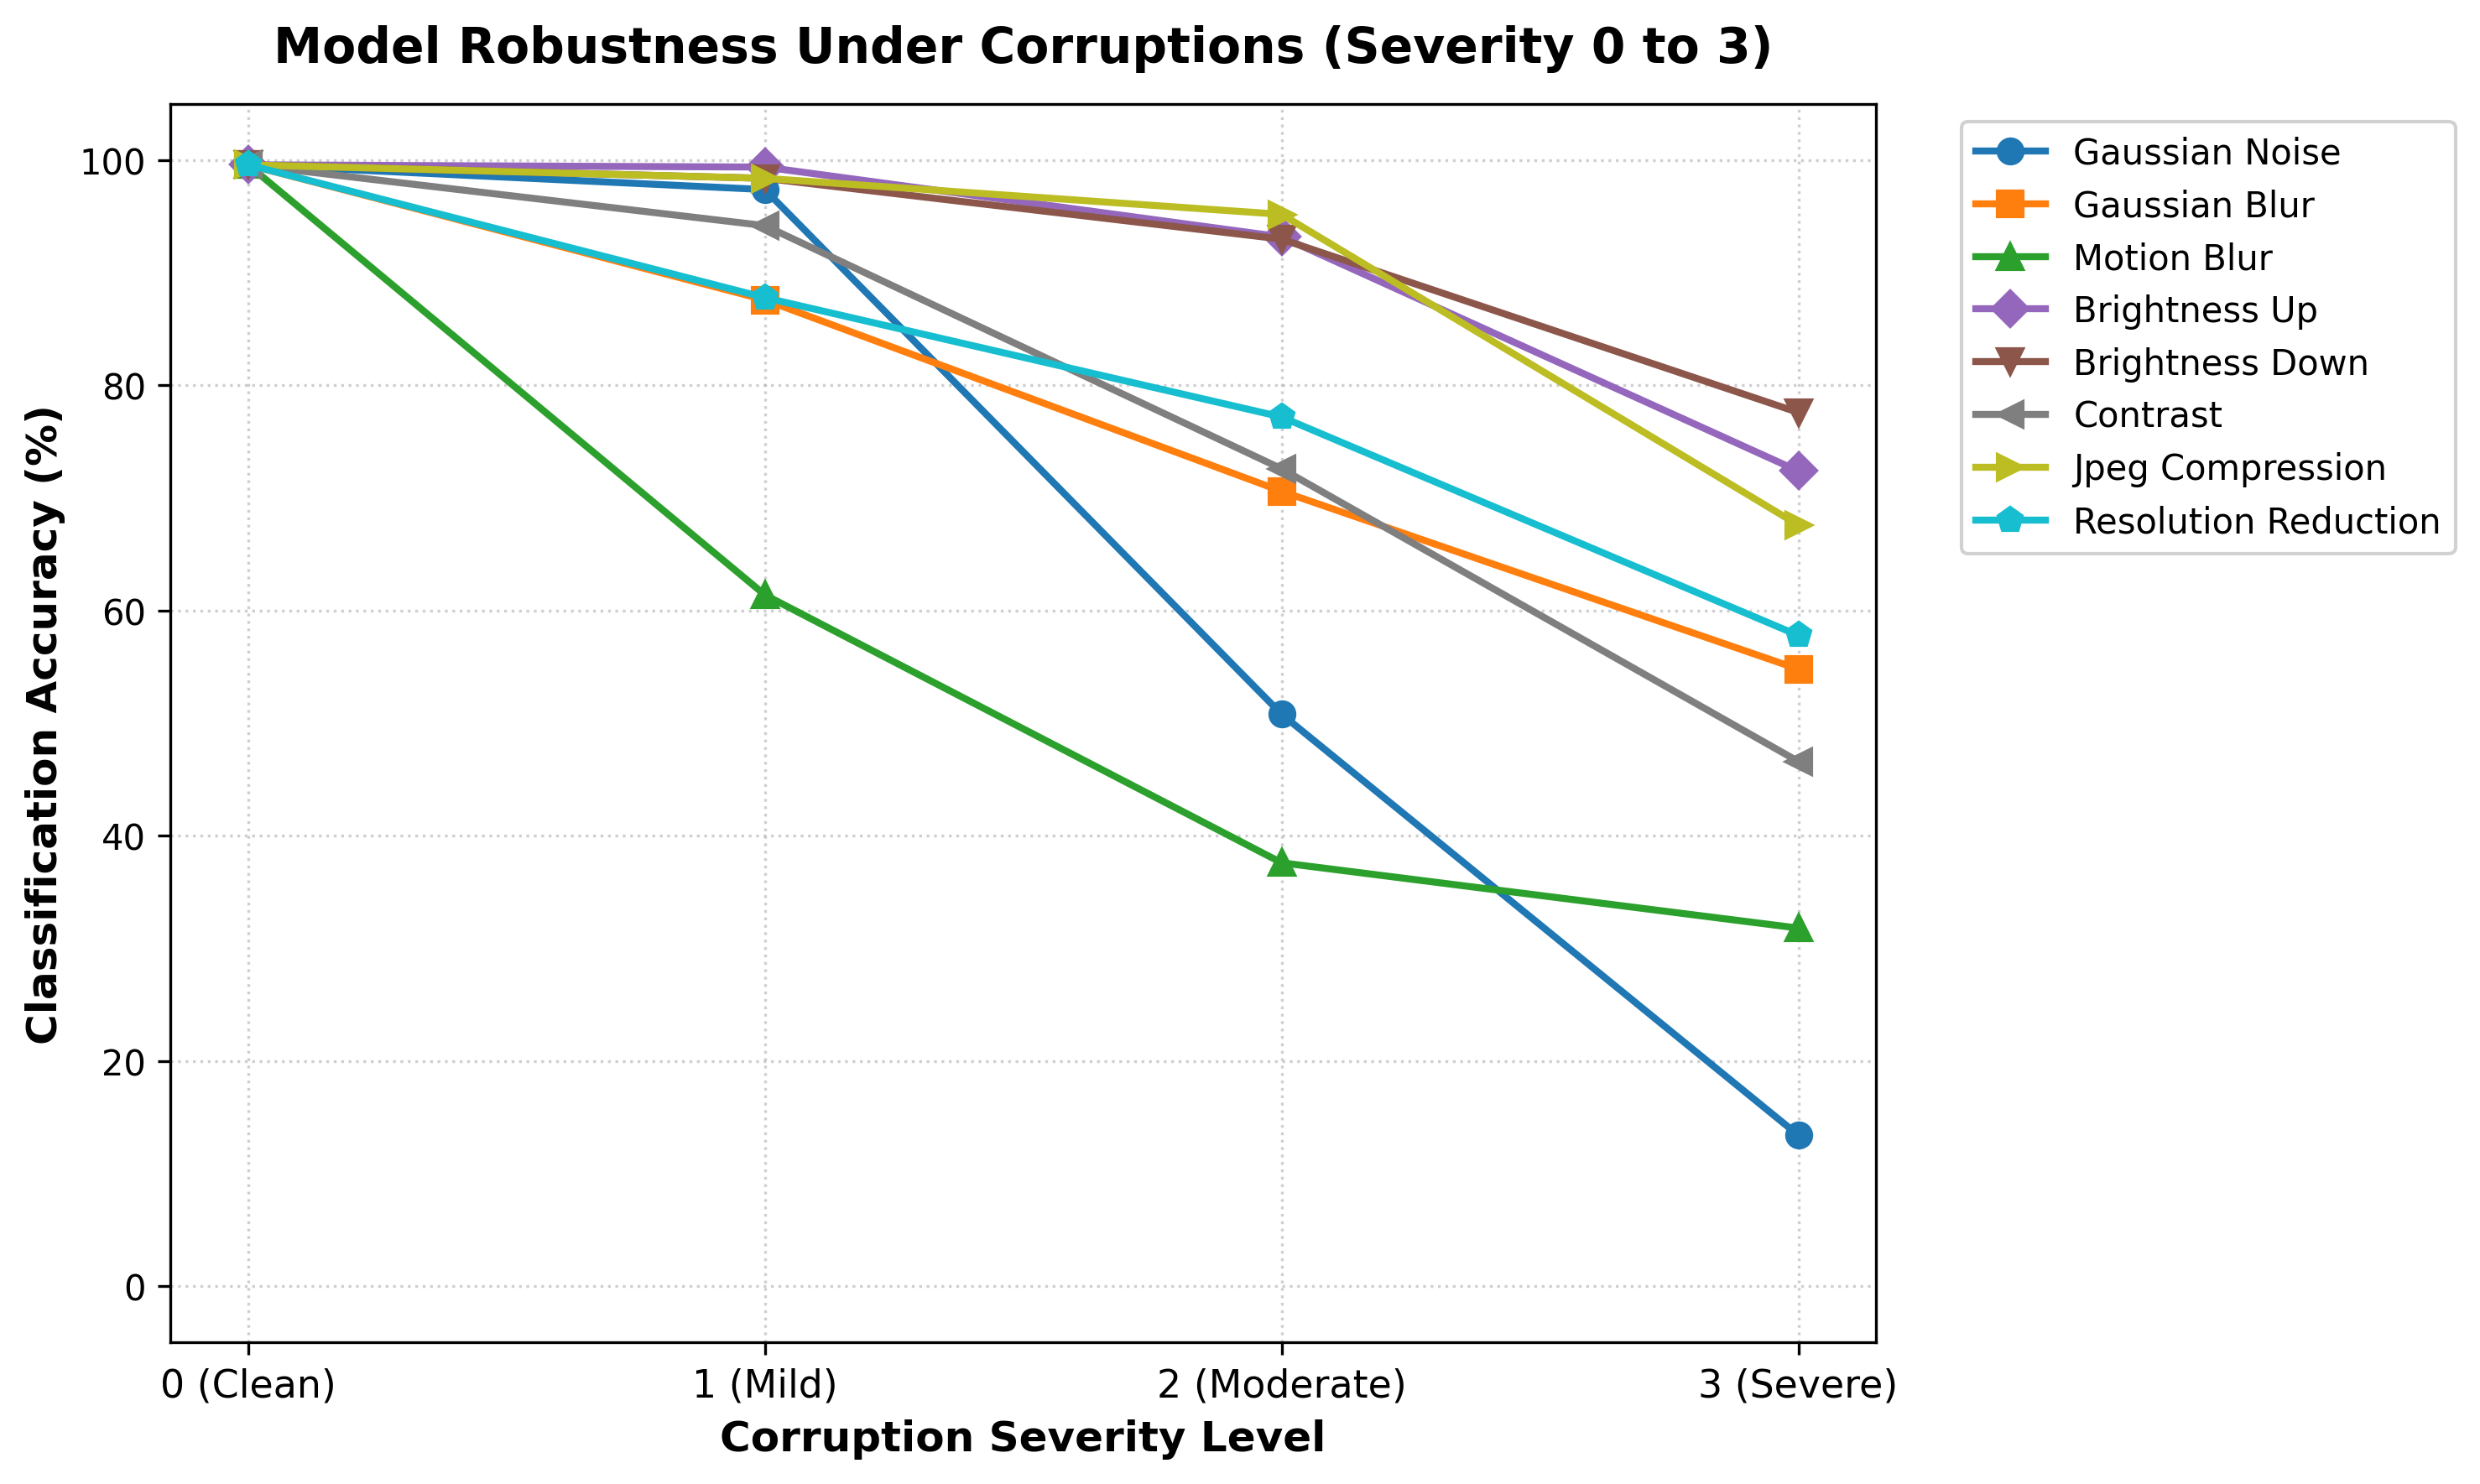 Model Robustness Under Corruptions (Severity 0 to 3)
Classification Accuracy (%)
100
80
60
40
20
0
0 (Clean)
1 (Mild)
2 (Moderate)
3 (Severe)
Corruption Severity Level
Gaussian Noise
Gaussian Blur
Motion Blur
Brightness Up
Brightness Down
Contrast
Jpeg Compression
Resolution Reduction